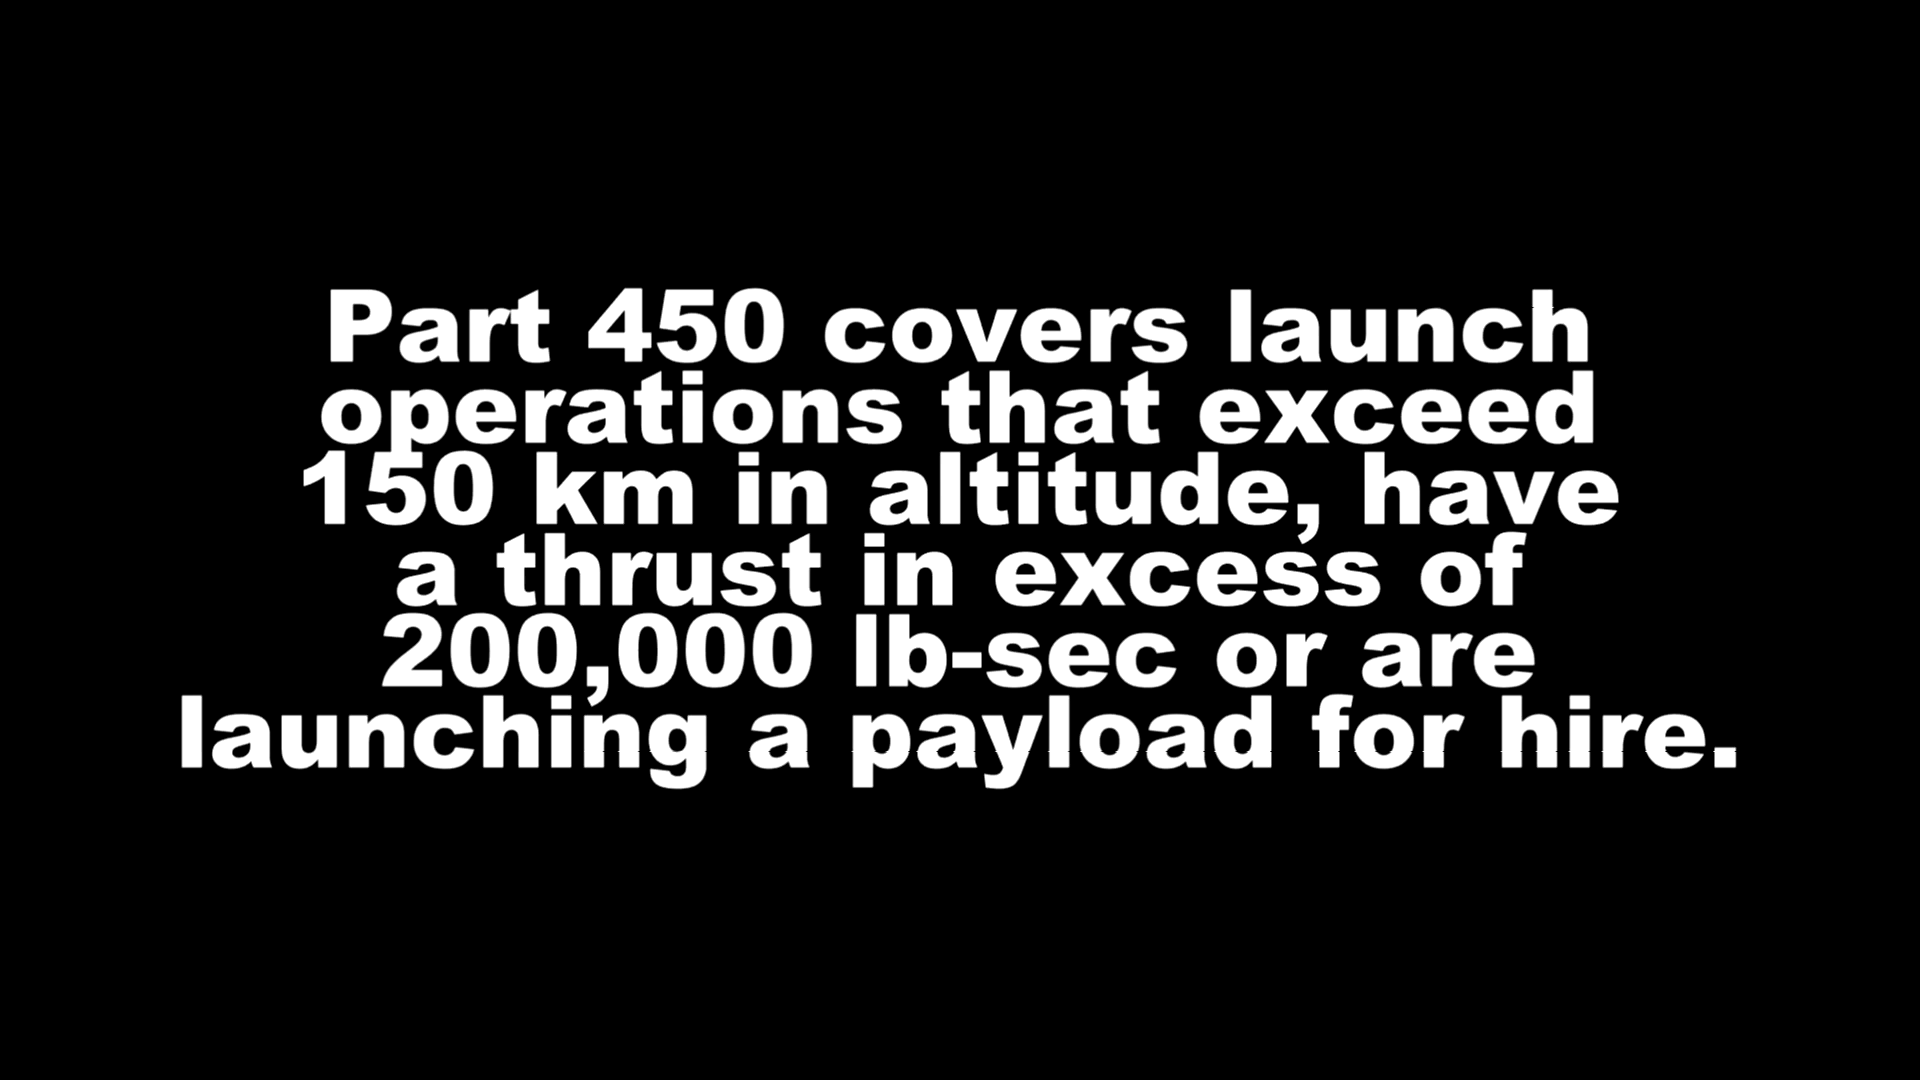 Part 450 covers launch
operations that exceed
150 km in altitude, have
a thrust in excess of
200,000 lb-sec or are
launching a payload for hire.